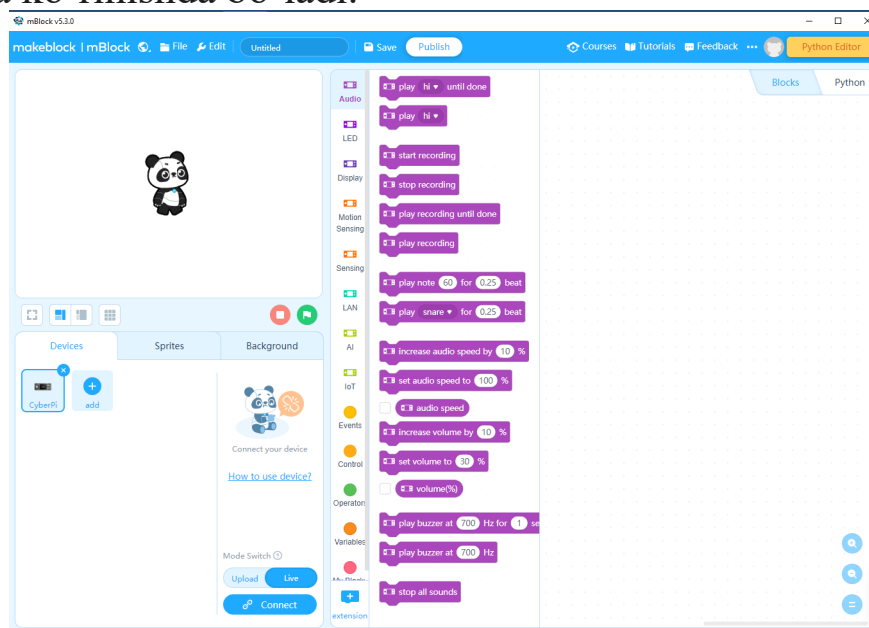 ko‘rinishda bo‘ladi.
mBlock v5.3.0
makeblock | mBlock File Edit Untitled Save Publish Courses Tutorials Feedback Python Editor
Blocks Python
Audio
LED
Display
Motion
Sensing
Sensing
LAN
AI
IoT
Events
Control
Operators
Variables
extension
play hi until done
play hi
start recording
stop recording
play recording until done
play recording
play note 60 for 0.25 beat
play snare for 0.25 beat
increase audio speed by 10 %
set audio speed to 100 %
audio speed
increase volume by 10 %
set volume to 30 %
volume(%)
play buzzer at 700 Hz for 1 se
play buzzer at 700 Hz
stop all sounds
Devices Sprites Background
CyberPi
add
Connect your device
How to use device?
Mode Switch
Upload Live
Connect